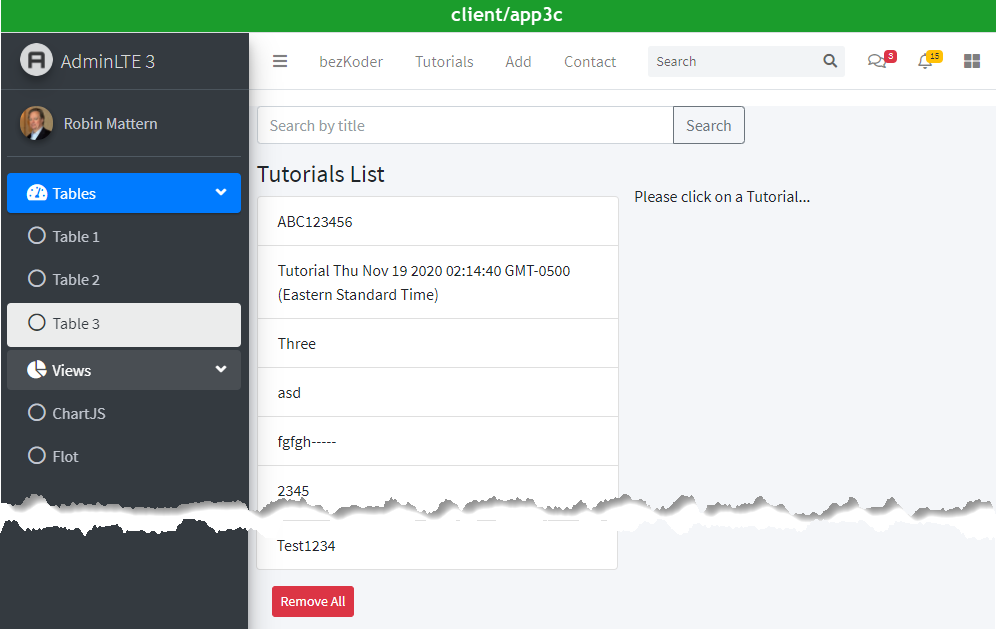 client/app3c
AdminLTE 3
bezKoder Tutorials Add Contact Search 3 15
Robin Mattern
Search by title Search
Tables
Table 1
Table 2
Table 3
Views
ChartJS
Flot
Tutorials List
ABC123456
Tutorial Thu Nov 19 2020 02:14:40 GMT-0500
(Eastern Standard Time)
Three
asd
fgfgh-----
2345
Test1234
Remove All
Please click on a Tutorial...